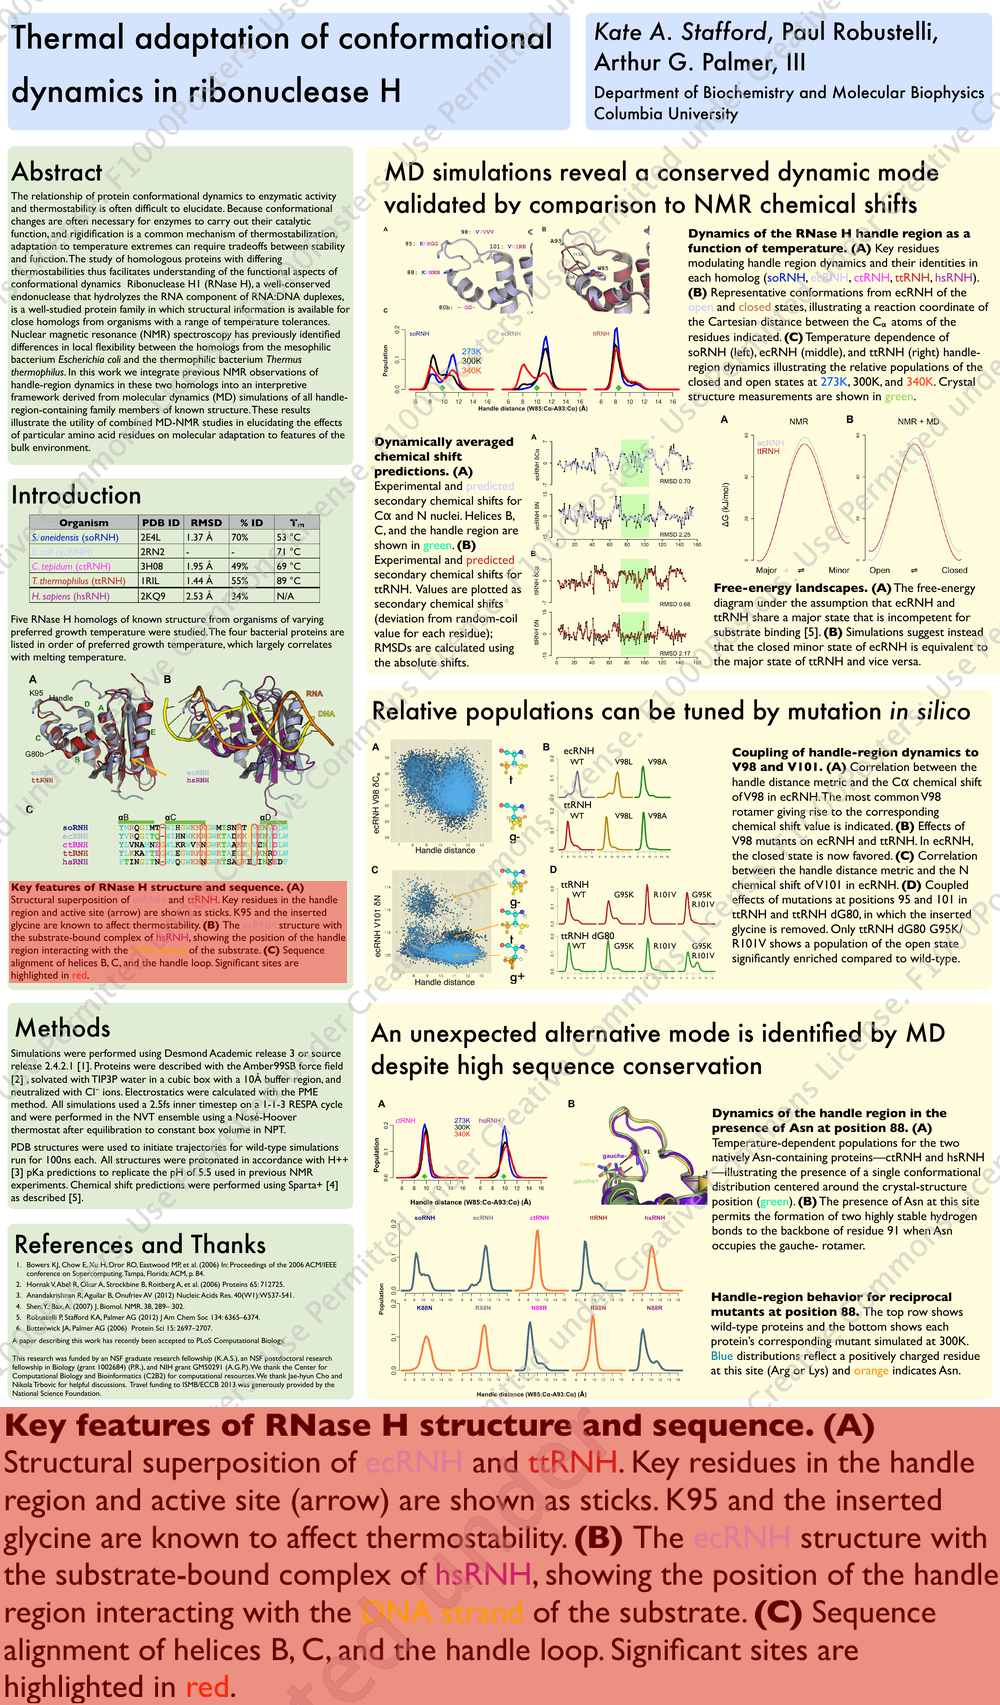 Thermal adaptation of conformational
dynamics in ribonuclease H
Kate A. Stafford, Paul Robustelli,
Arthur G. Palmer, III
Department of Biochemistry and Molecular Biophysics
Columbia University
Abstract
The relationship of protein conformational dynamics to enzymatic activity
and thermostability is often difficult to elucidate. Because conformational
changes are often necessary for enzymes to carry out their catalytic
function, and rigidification is a common mechanism of thermostabilization,
adaptation to temperature extremes can require tradeoffs between stability
and function. The study of homologous proteins with differing
thermostabilities thus facilitates understanding of the functional aspects of
conformational dynamics Ribonuclease H1 (RNase H), a well-conserved
endonuclease that hydrolyzes the RNA component of RNA:DNA duplexes,
is a well-studied protein family in which structural information is available for
close homologs from organisms with a range of temperature tolerances.
Nuclear magnetic resonance (NMR) spectroscopy has previously identified
differences in local flexibility between the homologs from the mesophilic
bacterium Escherichia coli and the thermophilic bacterium Thermus
thermophilus. In this work we integrate previous NMR observations of
handle-region dynamics in these two homologs into an interpretive
framework derived from molecular dynamics (MD) simulations of all handle-
region-containing family members of known structure. These results
illustrate the utility of combined MD-NMR studies in elucidating the effects
of particular amino acid residues on molecular adaptation to features of the
bulk environment.
Introduction
Organism PDB ID RMSD % ID Tm
S. oneidensis (soRNH) 2E4L 1.37 Å 70% 53 °C
E. coli (ecRNH) 2RN2 - - 71 °C
C. tepidum (ctRNH) 3H08 1.95 Å 49% 69 °C
T. thermophilus (ttRNH) 1RIL 1.44 Å 55% 89 °C
H. sapiens (hsRNH) 2KQ9 2.53 Å 34% N/A
Five RNase H homologs of known structure from organisms of varying
preferred growth temperature were studied. The four bacterial proteins are
listed in order of preferred growth temperature, which largely correlates
with melting temperature.
A B
K95 Handle
G80b
RNA
DNA
ecRNH
ttRNH
ecRNH
hsRNH
C
αB αC αD
soRNH
ecRNH
ctRNH
ttRNH
hsRNH
Key features of RNase H structure and sequence. (A)
Structural superposition of ecRNH and ttRNH. Key residues in the handle
region and active site (arrow) are shown as sticks. K95 and the inserted
glycine are known to affect thermostability. (B) The ecRNH structure with
the substrate-bound complex of hsRNH, showing the position of the handle
region interacting with the DNA strand of the substrate. (C) Sequence
alignment of helices B, C, and the handle loop. Significant sites are
highlighted in red.
Methods
Simulations were performed using Desmond Academic release 3 or source
release 2.4.2.1 [1]. Proteins were described with the Amber99SB force field
[2] , solvated with TIP3P water in a cubic box with a 10Å buffer region, and
neutralized with Cl⁻ ions. Electrostatics were calculated with the PME
method. All simulations used a 2.5fs inner timestep on a 1-1-3 RESPA cycle
and were performed in the NVT ensemble using a Nosé-Hoover
thermostat after equilibration to constant box volume in NPT.
PDB structures were used to initiate trajectories for wild-type simulations
run for 100ns each. All structures were protonated in accordance with H++
[3] pKa predictions to replicate the pH of 5.5 used in previous NMR
experiments. Chemical shift predictions were performed using Sparta+ [4]
as described [5].
References and Thanks
1. Bowers KJ, Chow E, Xu H, Dror RO, Eastwood MP, et al. (2006) In: Proceedings of the 2006 ACM/IEEE
conference on Supercomputing. Tampa, Florida: ACM, p. 84.
2. Hornak V, Abel R, Okur A, Strockbine B, Roitberg A, et al. (2006) Proteins 65: 712725.
3. Anandakrishnan R, Aguilar B, Onufriev AV (2012) Nucleic Acids Res. 40(W1):W537-541.
4. Shen, Y.; Bax, A. (2007) J. Biomol. NMR. 38, 289– 302.
5. Robustelli P, Stafford KA, Palmer AG (2012) J Am Chem Soc 134: 6365–6374.
6. Butterwick JA, Palmer AG (2006) Protein Sci 15: 2697–2707.
A paper describing this work has recently been accepted to PLoS Computational Biology.
This research was funded by an NSF graduate research fellowship (K.A.S.), an NSF postdoctoral research
fellowship in Biology (grant 1002684) (P.R.), and NIH grant GM50291 (A.G.P.). We thank the Center for
Computational Biology and Bioinformatics (C2B2) for computational resources. We thank Jae-hyun Cho and
Nikola Trbovic for helpful discussions. Travel funding to ISMB/ECCB 2013 was generously provided by the
National Science Foundation.
MD simulations reveal a conserved dynamic mode
validated by comparison to NMR chemical shifts
A B
98: VVVVV
95: KKKGG
101: VVIRK
88: KRNRN
80b: - -GG-
A93
W85
C
soRNH ecRNH ttRNH
273K
300K
340K
Population
Handle distance (W85:Cα-A93:Cα) (Å)
Dynamics of the RNase H handle region as a
function of temperature. (A) Key residues
modulating handle region dynamics and their identities in
each homolog (soRNH, ecRNH, ctRNH, ttRNH, hsRNH).
(B) Representative conformations from ecRNH of the
open and closed states, illustrating a reaction coordinate of
the Cartesian distance between the Cα atoms of the
residues indicated. (C) Temperature dependence of
soRNH (left), ecRNH (middle), and ttRNH (right) handle-
region dynamics illustrating the relative populations of the
closed and open states at 273K, 300K, and 340K. Crystal
structure measurements are shown in green.
Dynamically averaged
chemical shift
predictions. (A)
Experimental and predicted
secondary chemical shifts for
Cα and N nuclei. Helices B,
C, and the handle region are
shown in green. (B)
Experimental and predicted
secondary chemical shifts for
ttRNH. Values are plotted as
secondary chemical shifts
(deviation from random-coil
value for each residue);
RMSDs are calculated using
the absolute shifts.
A
ecRNH δCα
RMSD 0.70
ecRNH δN
RMSD 2.25
B
ttRNH δCα
RMSD 0.68
ttRNH δN
RMSD 2.17
A NMR B NMR + MD
ecRNH
ttRNH
ΔG (kJ/mol)
Major ⇌ Minor Open ⇌ Closed
Free-energy landscapes. (A) The free-energy
diagram under the assumption that ecRNH and
ttRNH share a major state that is incompetent for
substrate binding [5]. (B) Simulations suggest instead
that the closed minor state of ecRNH is equivalent to
the major state of ttRNH and vice versa.
Relative populations can be tuned by mutation in silico
A
ecRNH V98 δCα
Handle distance
t
g-
B
ecRNH
WT V98L V98A
ttRNH
WT V98L V98A
C
ecRNH V101 δN
Handle distance
g-
t
g+
D
ttRNH
WT G95K R101V G95K
R101V
ttRNH dG80
WT G95K R101V G95K
R101V
Coupling of handle-region dynamics to
V98 and V101. (A) Correlation between the
handle distance metric and the Cα chemical shift
of V98 in ecRNH. The most common V98
rotamer giving rise to the corresponding
chemical shift value is indicated. (B) Effects of
V98 mutants on ecRNH and ttRNH. In ecRNH,
the closed state is now favored. (C) Correlation
between the handle distance metric and the N
chemical shift of V101 in ecRNH. (D) Coupled
effects of mutations at positions 95 and 101 in
ttRNH and ttRNH dG80, in which the inserted
glycine is removed. Only ttRNH dG80 G95K/
R101V shows a population of the open state
significantly enriched compared to wild-type.
An unexpected alternative mode is identified by MD
despite high sequence conservation
A
ctRNH hsRNH
273K
300K
340K
Population
Handle distance (W85:Cα-A93:Cα) (Å)
B
gauche-
trans
gauche+
91
Dynamics of the handle region in the
presence of Asn at position 88. (A)
Temperature-dependent populations for the two
natively Asn-containing proteins—ctRNH and hsRNH
—illustrating the presence of a single conformational
distribution centered around the crystal-structure
position (green). (B) The presence of Asn at this site
permits the formation of two highly stable hydrogen
bonds to the backbone of residue 91 when Asn
occupies the gauche- rotamer.
soRNH ecRNH ctRNH ttRNH hsRNH
K88N R88N N88R R88N N88R
Population
Handle distance (W85:Cα-A93:Cα) (Å)
Handle-region behavior for reciprocal
mutants at position 88. The top row shows
wild-type proteins and the bottom shows each
protein's corresponding mutant simulated at 300K.
Blue distributions reflect a positively charged residue
at this site (Arg or Lys) and orange indicates Asn.
Key features of RNase H structure and sequence. (A)
Structural superposition of ecRNH and ttRNH. Key residues in the handle
region and active site (arrow) are shown as sticks. K95 and the inserted
glycine are known to affect thermostability. (B) The ecRNH structure with
the substrate-bound complex of hsRNH, showing the position of the handle
region interacting with the DNA strand of the substrate. (C) Sequence
alignment of helices B, C, and the handle loop. Significant sites are
highlighted in red.